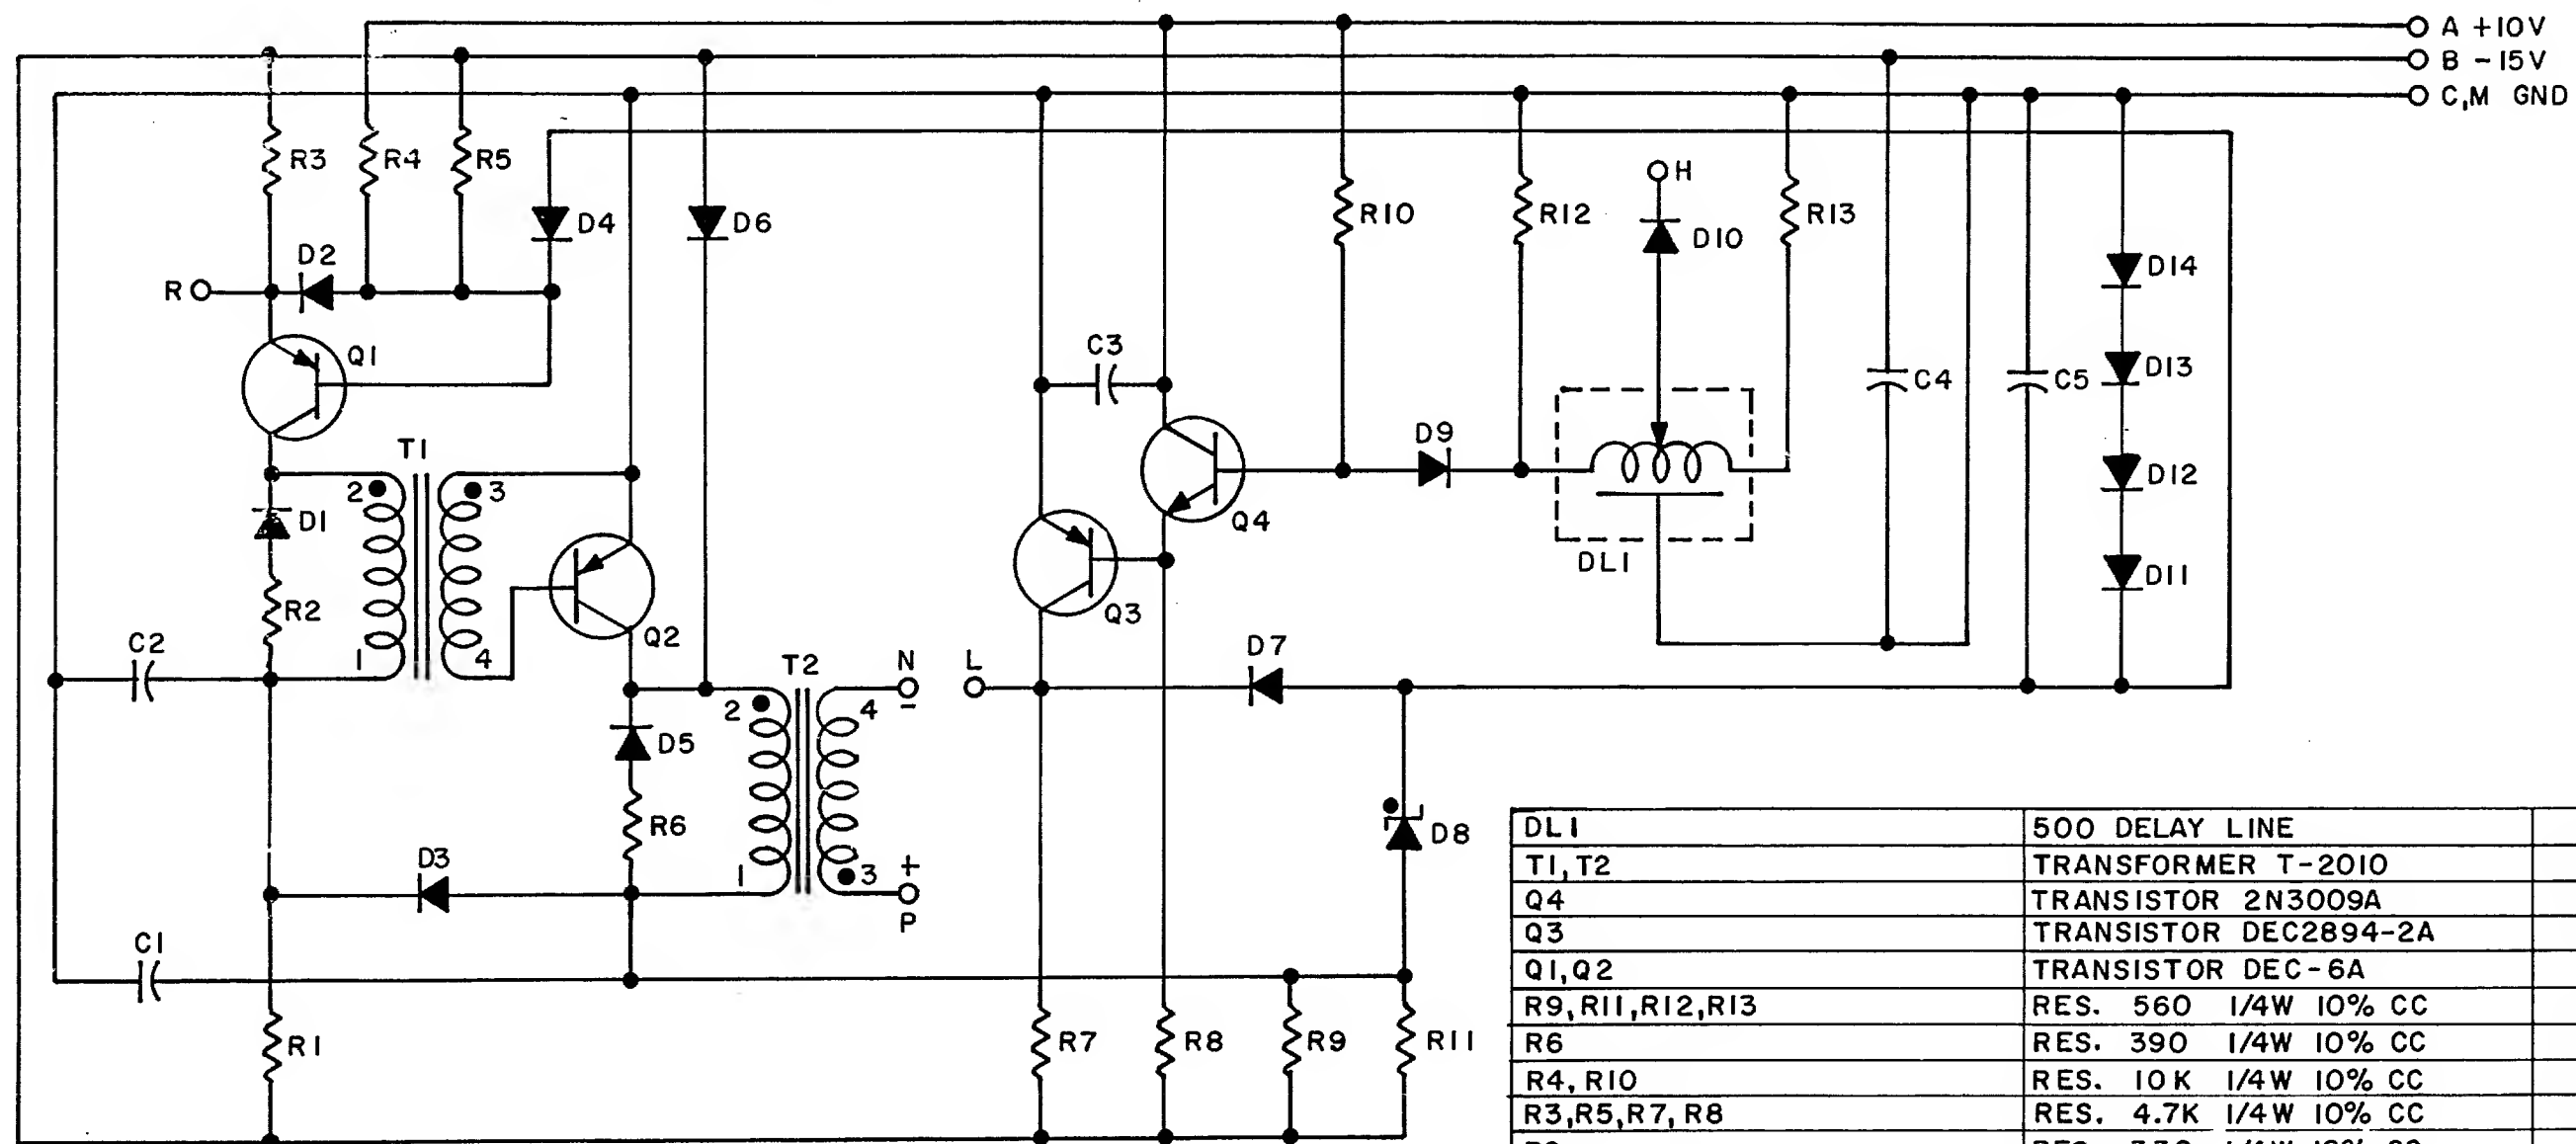 A +10V
B -15V
C,M GND
R3
R4
R5
D4
D6
R10
R12
H
D10
R13
D14
D2
R
Q1
C3
D13
C4
C5
T1
2
3
D9
D12
D1
Q4
DL1
D11
R2
Q3
1
4
Q2
C2
D7
T2
N
L
2
4
-
D5
R6
D8
D3
1
3
+
P
C1
R1
R7
R8
R9
R11
DL1 500 DELAY LINE
T1,T2 TRANSFORMER T-2010
Q4 TRANSISTOR 2N3009A
Q3 TRANSISTOR DEC2894-2A
Q1,Q2 TRANSISTOR DEC-6A
R9,R11,R12,R13 RES. 560 1/4W 10% CC
R6 RES. 390 1/4W 10% CC
R4,R10 RES. 10K 1/4W 10% CC
R3,R5,R7,R8 RES. 4.7K 1/4W 10% CC